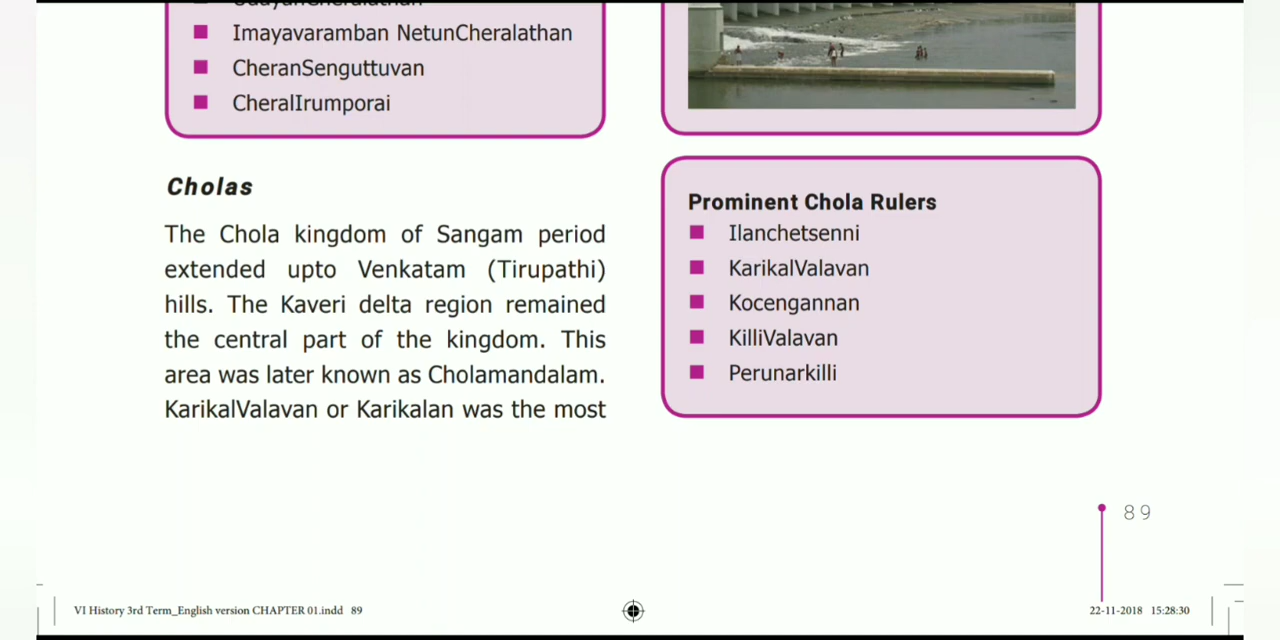 Imayavaramban NetunCheralathan
CheranSenguttuvan
CheralIrumporai
Cholas
The Chola kingdom of Sangam period
extended upto Venkatam (Tirupathi)
hills. The Kaveri delta region remained
the central part of the kingdom. This
area was later known as Cholamandalam.
KarikalValavan or Karikalan was the most
Prominent Chola Rulers
Ilanchetsenni
KarikalValavan
Kocengannan
KilliValavan
Perunarkilli
89
VI History 3rd Term_English version CHAPTER 01.indd 89
22-11-2018 15:28:30